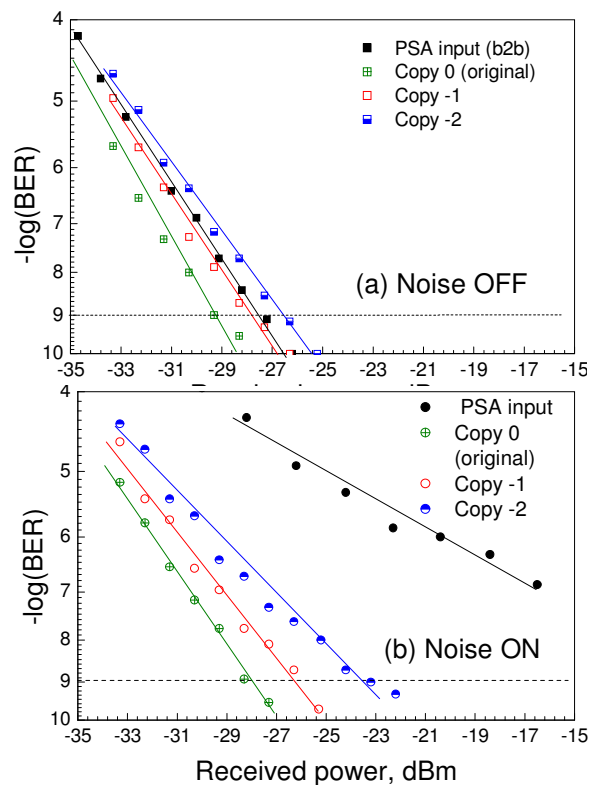 4
5
6
7
8
9
10
-log(BER)
PSA input (b2b)
Copy 0 (original)
Copy -1
Copy -2
(a) Noise OFF
-35 -33 -31 -29 -27 -25 -23 -21 -19 -17 -15
4
5
6
7
8
9
10
-log(BER)
PSA input
Copy 0
(original)
Copy -1
Copy -2
(b) Noise ON
-35 -33 -31 -29 -27 -25 -23 -21 -19 -17 -15
Received power, dBm